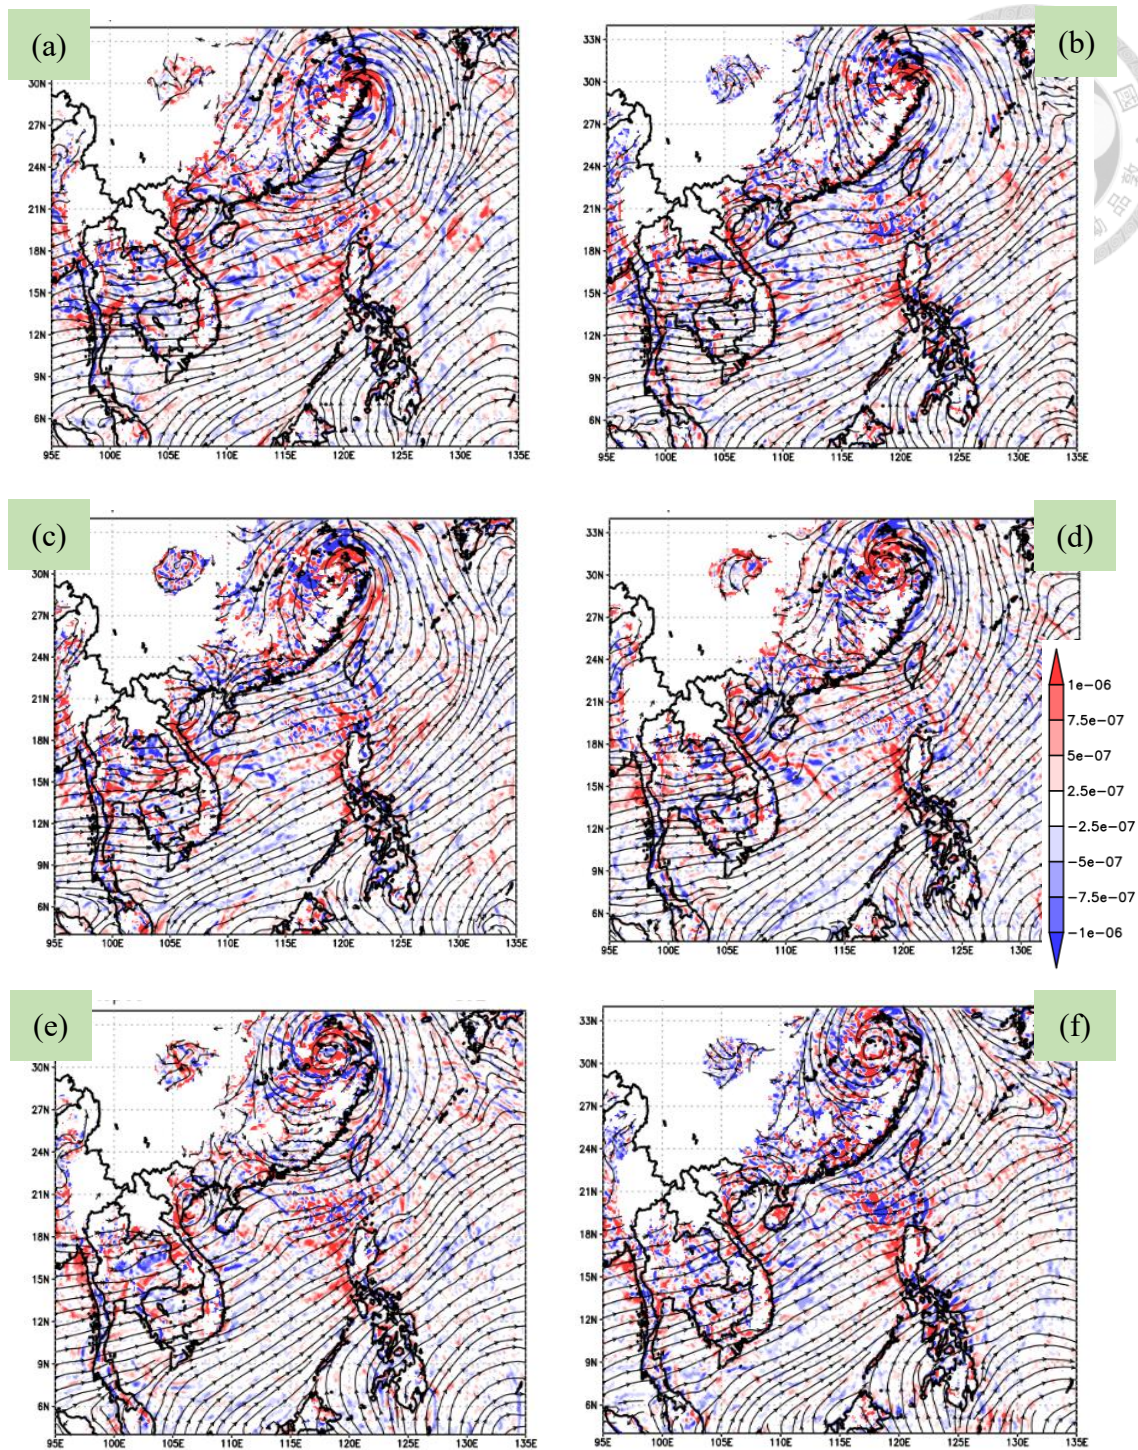 (a)
30N
27N
24N
21N
18N
15N
12N
9N
6N
95E 100E 105E 110E 115E 120E 125E 130E 135E
(b)
33N
30N
27N
24N
21N
18N
15N
12N
9N
6N
95E 100E 105E 110E 115E 120E 125E 130E 135E
國
教
品
(c)
30N
27N
24N
21N
18N
15N
12N
9N
6N
95E 100E 105E 110E 115E 120E 125E 130E 135E
(d)
33N
30N
27N
24N
21N
18N
15N
12N
9N
6N
95E 100E 105E 110E 115E 120E 125E 130E
1e-06
7.5e-07
5e-07
2.5e-07
-2.5e-07
-5e-07
-7.5e-07
-1e-06
(e)
30N
27N
24N
21N
18N
15N
12N
9N
6N
95E 100E 105E 110E 115E 120E 125E 130E 135E
(f)
33N
30N
27N
24N
21N
18N
15N
12N
9N
6N
95E 100E 105E 110E 115E 120E 125E 130E 135E